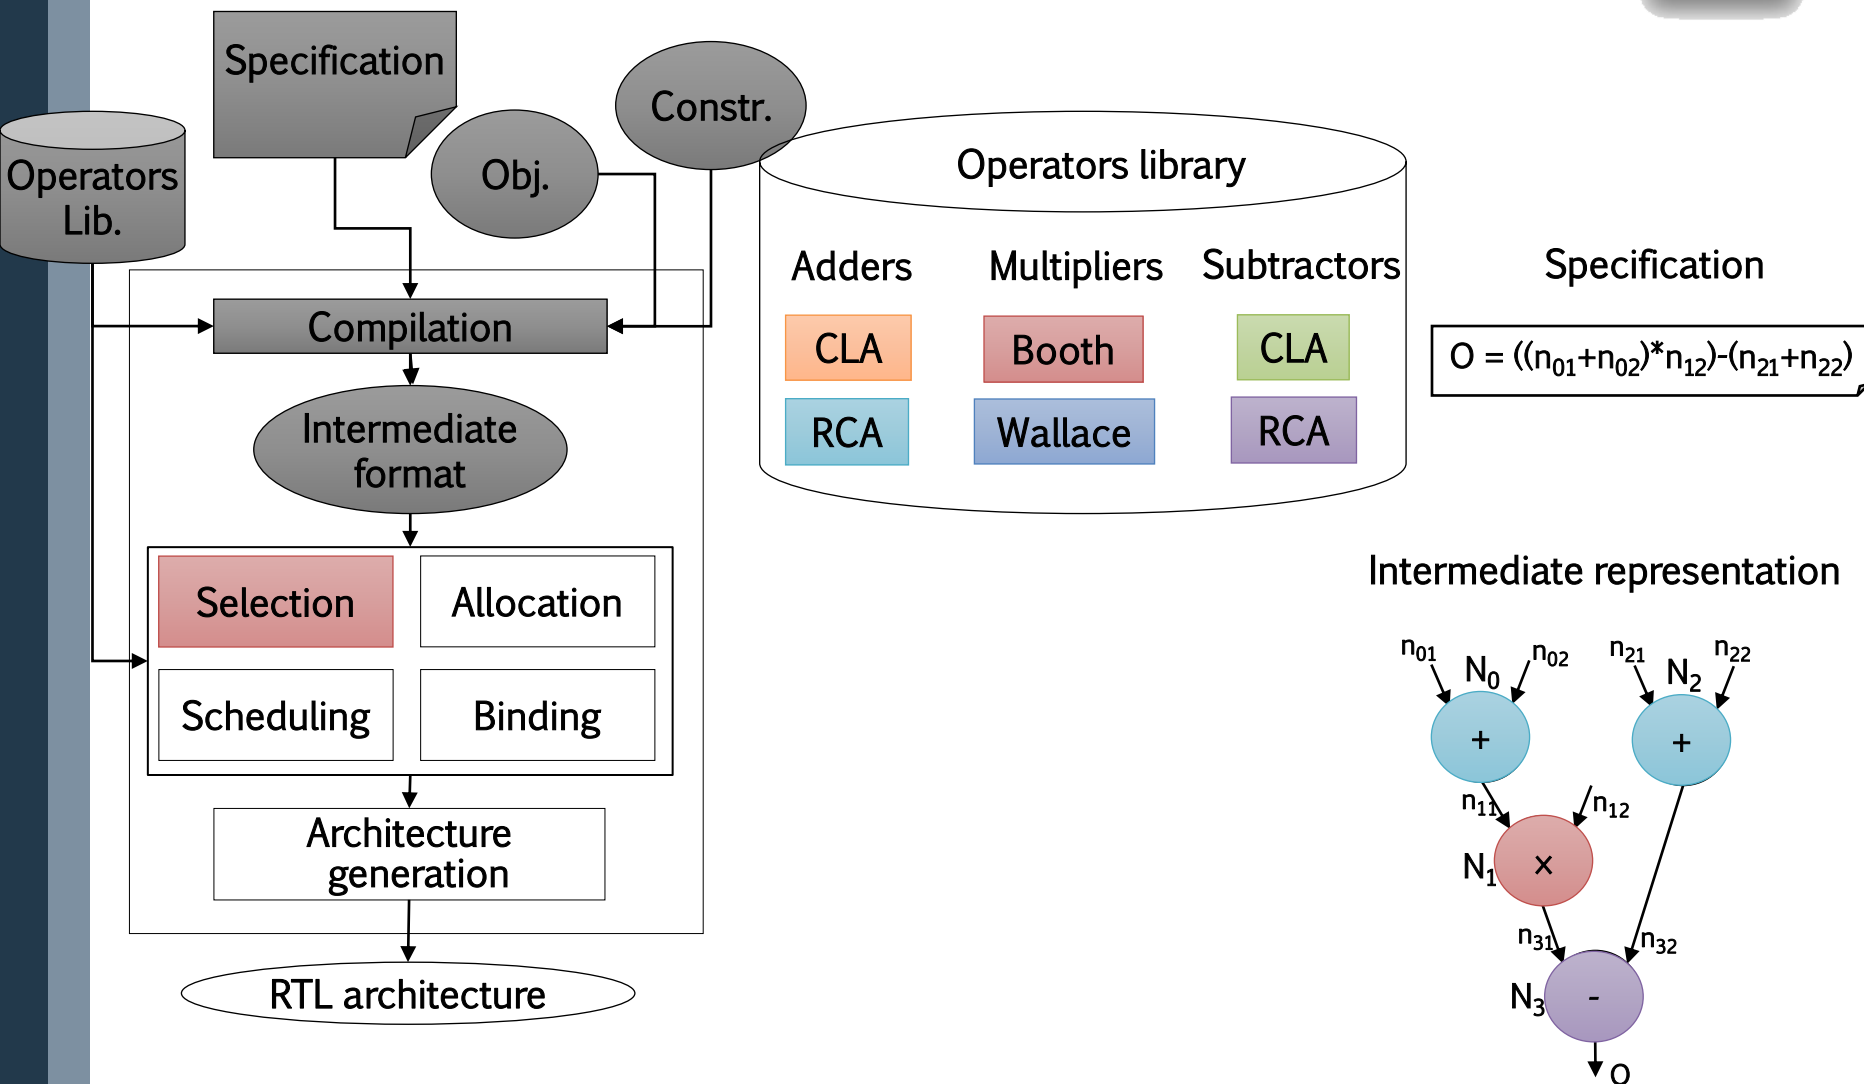 Specification
Constr.
Obj.
Operators
Lib.
Compilation
Intermediate
format
Selection
Allocation
Scheduling
Binding
Architecture
generation
RTL architecture
Operators library
Adders
Multipliers
Subtractors
CLA
Booth
CLA
RCA
Wallace
RCA
Specification
O = ((n₀₁+n₀₂)*n₁₂)-(n₂₁+n₂₂)
Intermediate representation
n₀₁
N₀
n₀₂
n₂₁
N₂
n₂₂
+
+
n₁₁
n₁₂
N₁
x
n₃₁
n₃₂
N₃
-
O